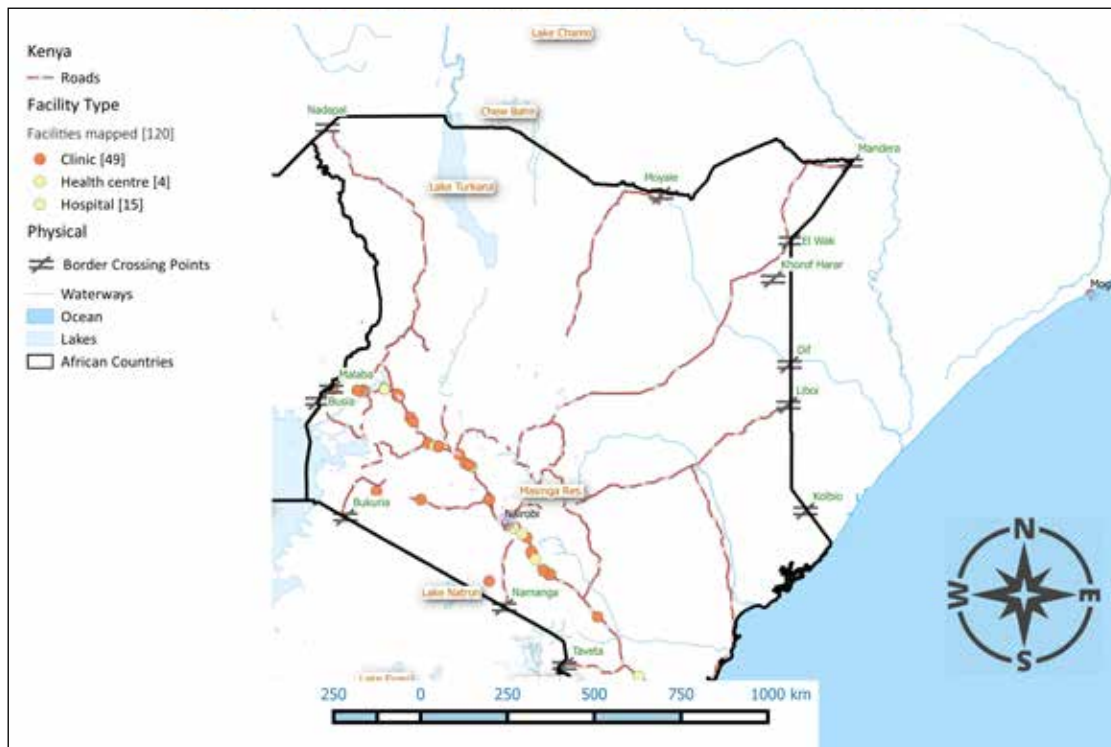 Kenya
Roads
Facility Type
Facilities mapped [120]
Clinic [49]
Health centre [4]
Hospital [15]
Physical
Border Crossing Points
Waterways
Ocean
Lakes
African Countries
Lake Chamo
Chew Bahir
Nadapal
Mandera
Moyale
Lake Turkana
El Wak
Khorof Harar
Mog
Dif
Liboi
Malaba
Busia
Masinga Res.
Bukuria
Nairobi
Kolbio
Lake Natron
Namanga
Taveta
N
W
E
S
250 0 250 500 750 1000 km